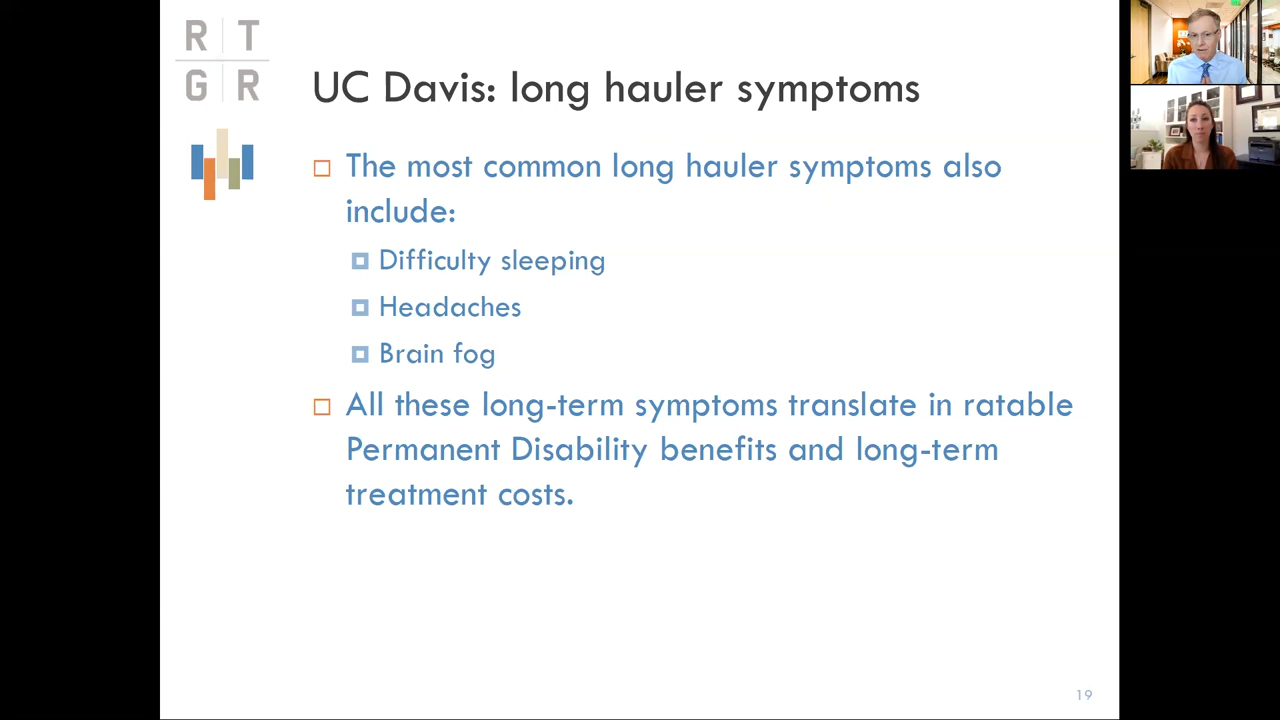 R T
G R
UC Davis: long hauler symptoms
The most common long hauler symptoms also
include:
Difficulty sleeping
Headaches
Brain fog
All these long-term symptoms translate in ratable
Permanent Disability benefits and long-term
treatment costs.
19